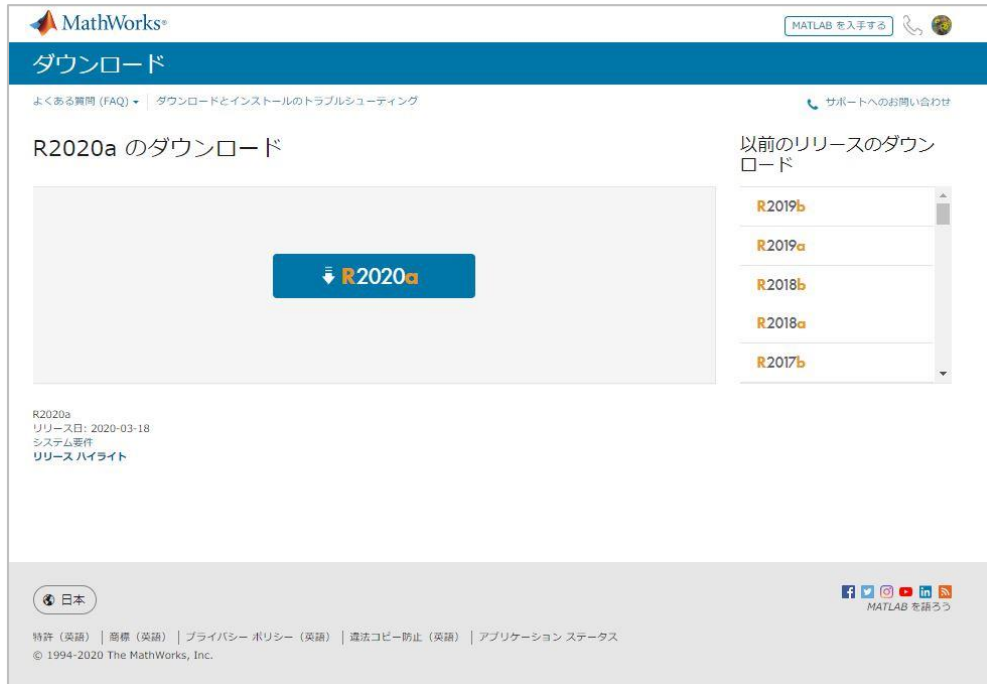 MathWorks®
MATLAB を入手する
ダウンロード
よくある質問 (FAQ)
ダウンロードとインストールのトラブルシューティング
サポートへのお問い合わせ
R2020a のダウンロード
R2020a
以前のリリースのダウン
ロード
R2019b
R2019a
R2018b
R2018a
R2017b
R2020a
リリース日: 2020-03-18
システム要件
リリース ハイライト
日本
MATLAB を語ろう
特許（英語） | 商標（英語） | プライバシー ポリシー（英語） | 違法コピー防止（英語） | アプリケーション ステータス
© 1994-2020 The MathWorks, Inc.